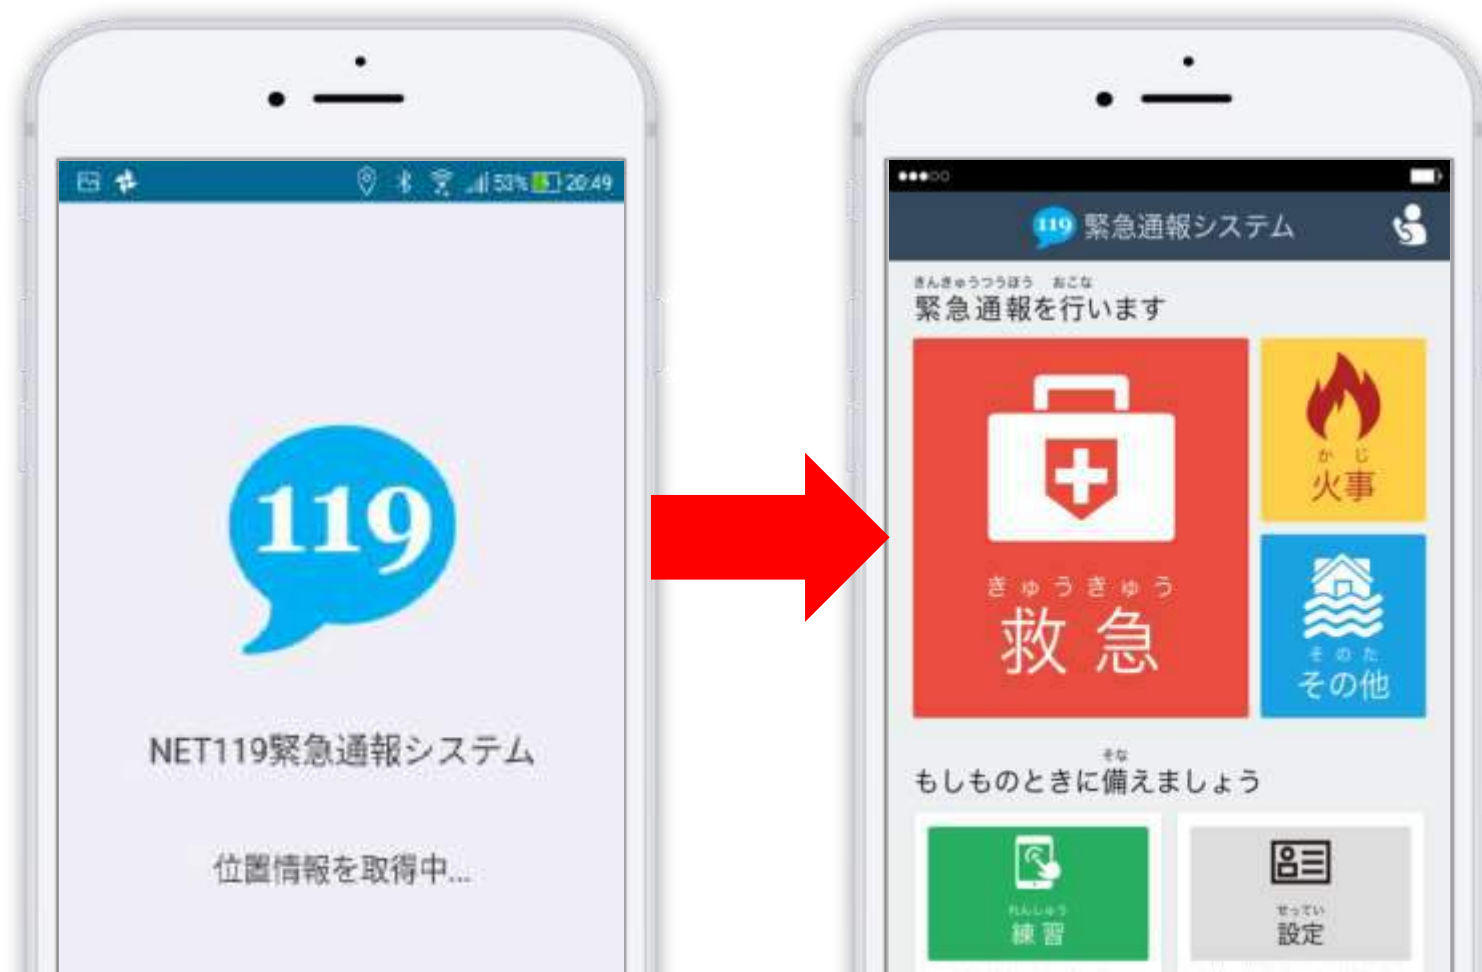 53% 20:49
119
NET119緊急通報システム
位置情報を取得中...
119 緊急通報システム
きんきゅうつうほう おこな
緊急通報を行います
きゅうきゅう
救急
かじ
火事
そのた
その他
そな
もしものときに備えましょう
れんしゅう
練習
せってい
設定